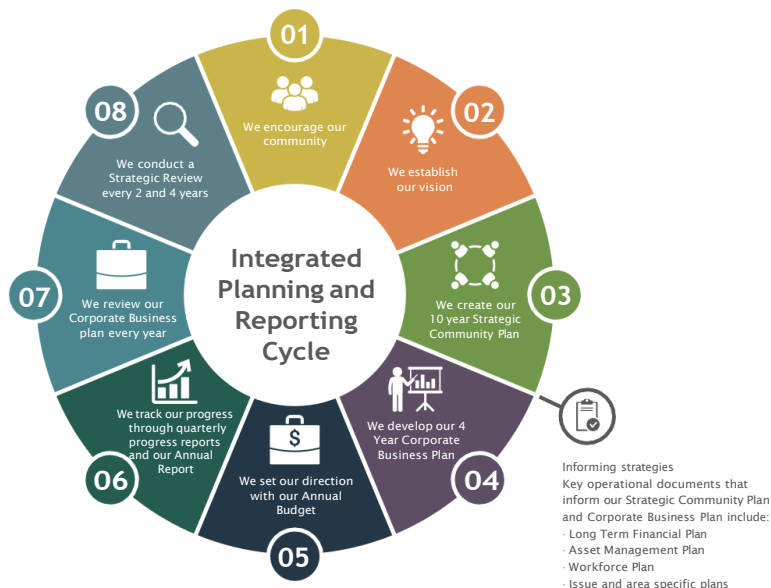 01
We encourage our
community
02
We establish
our vision
03
We create our
10 year Strategic
Community Plan
04
We develop our 4
Year Corporate
Business Plan
05
$
We set our direction
with our Annual
Budget
06
We track our progress
through quarterly
progress reports
and our Annual
Report
07
We review our
Corporate Business
plan every year
08
We conduct a
Strategic Review
every 2 and 4 years
Integrated
Planning and
Reporting
Cycle
Informing strategies
Key operational documents that
inform our Strategic Community Plan
and Corporate Business Plan include:
· Long Term Financial Plan
· Asset Management Plan
· Workforce Plan
· Issue and area specific plans